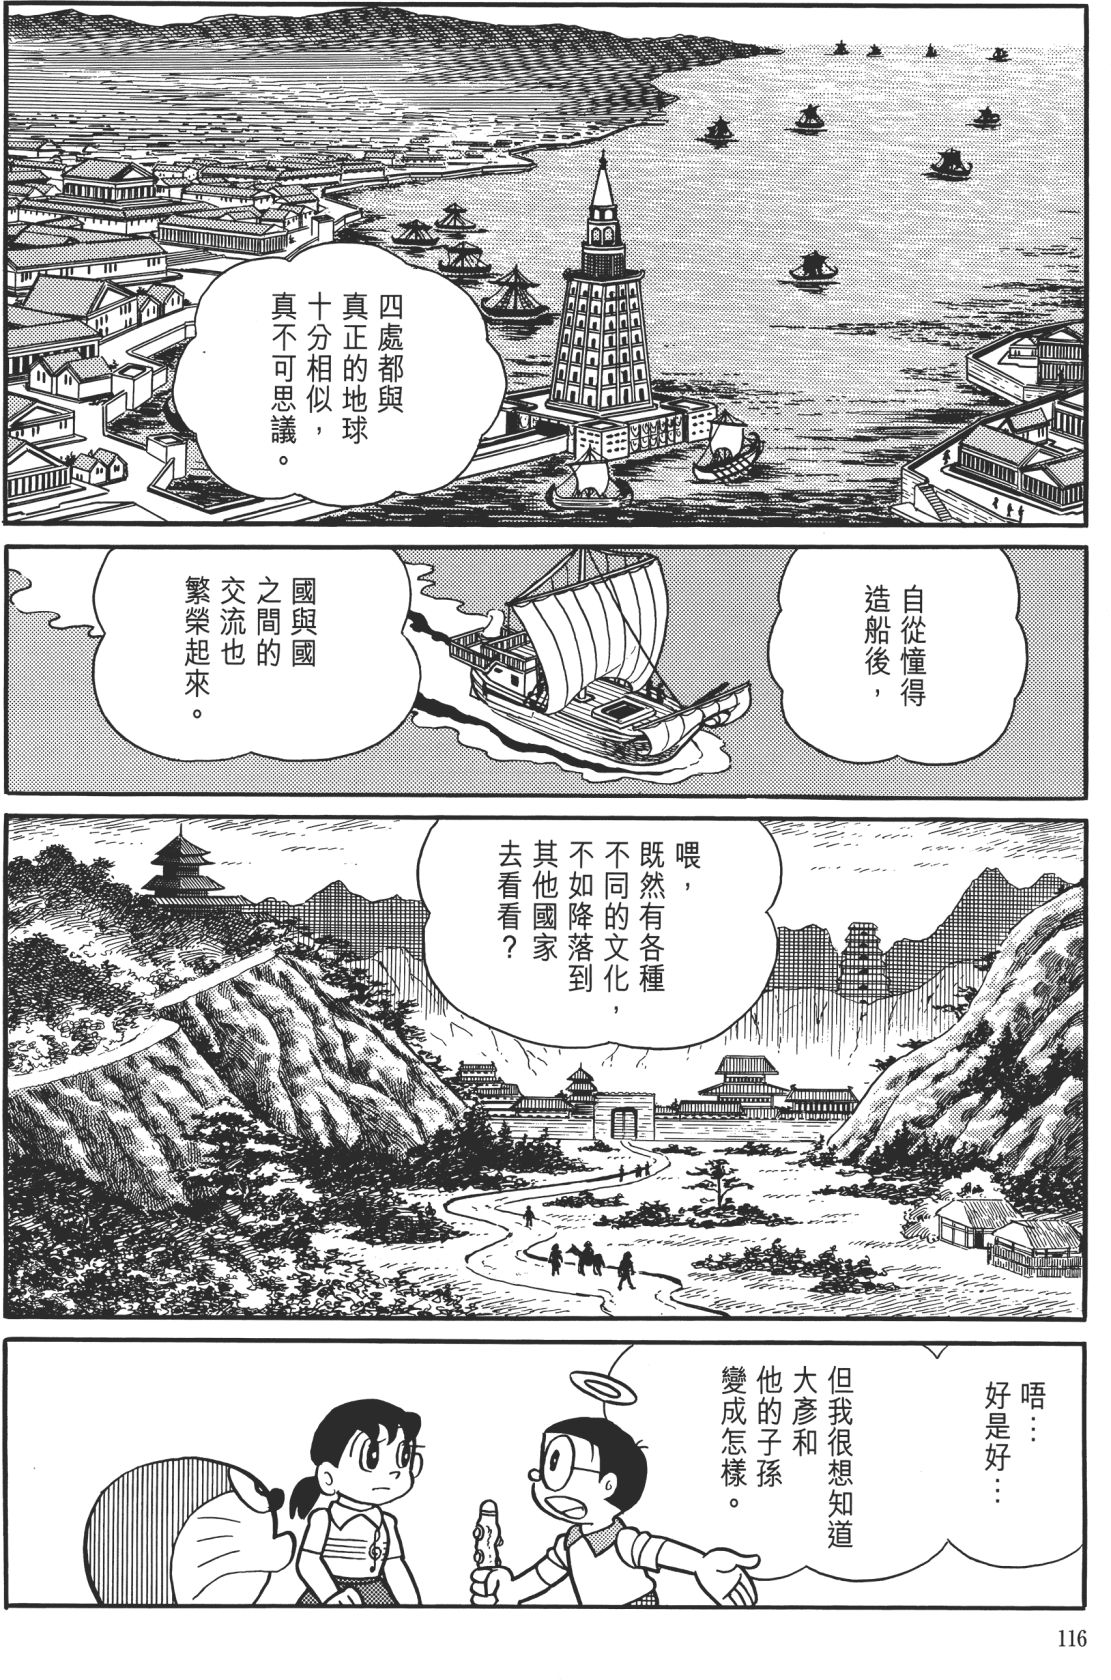 四處都與
真正的地球
十分相似，
真不可思議。
自從懂得
造船後，
國與國
之間的
交流也
繁榮起來。
喂，
既然有各種
不同的文化，
不如降落到
其他國家
去看看？
唔…
好是好…
但我很想知道
大彥和
他的子孫
變成怎樣。
116